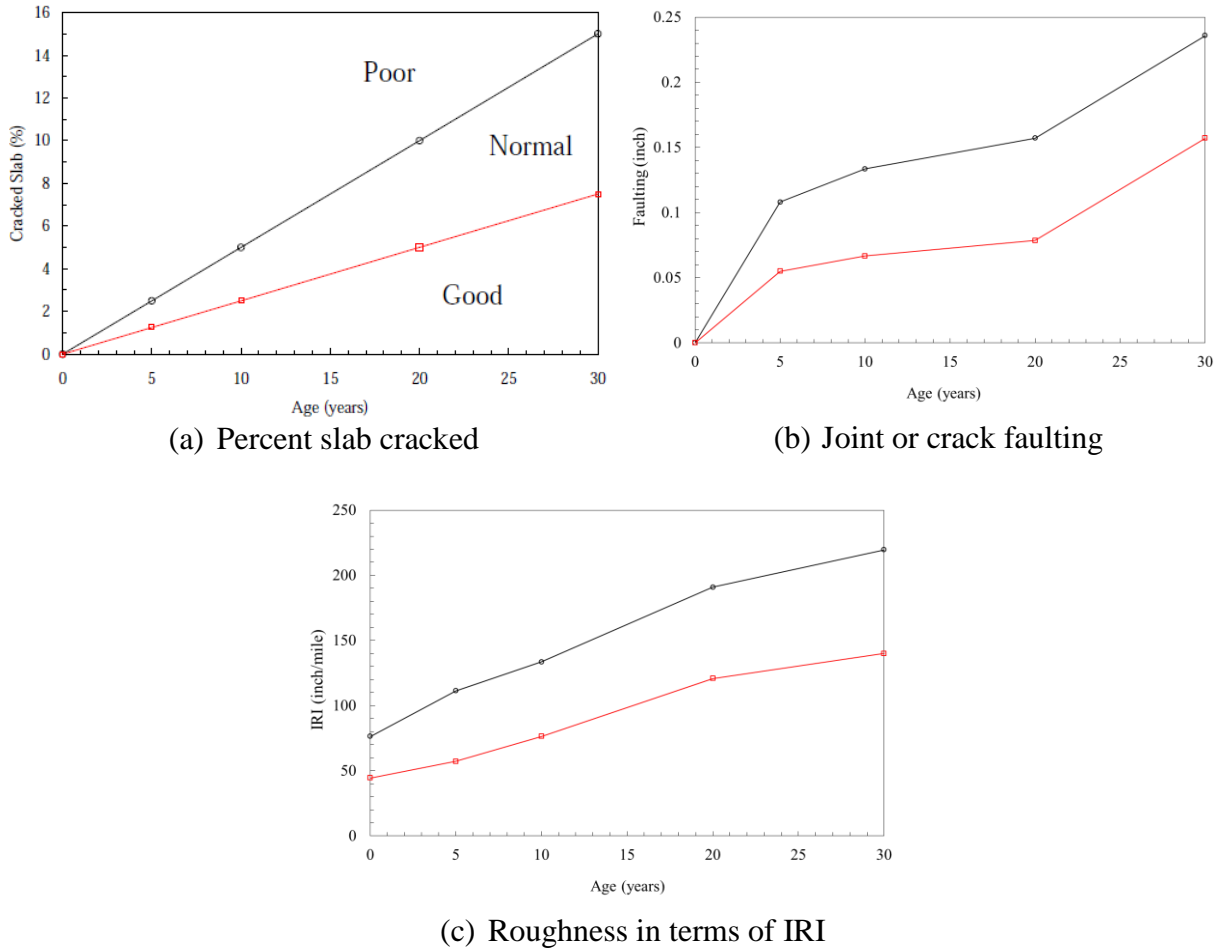 16
14
12
10
8
6
4
2
0
Cracked Slab (%)
Poor
Normal
Good
0 5 10 15 20 25 30
Age (years)
(a) Percent slab cracked
0.25
0.2
0.15
0.1
0.05
0
Faulting (inch)
0 5 10 15 20 25 30
Age (years)
(b) Joint or crack faulting
250
200
150
100
50
0
IRI (inch/mile)
0 5 10 15 20 25 30
Age (years)
(c) Roughness in terms of IRI